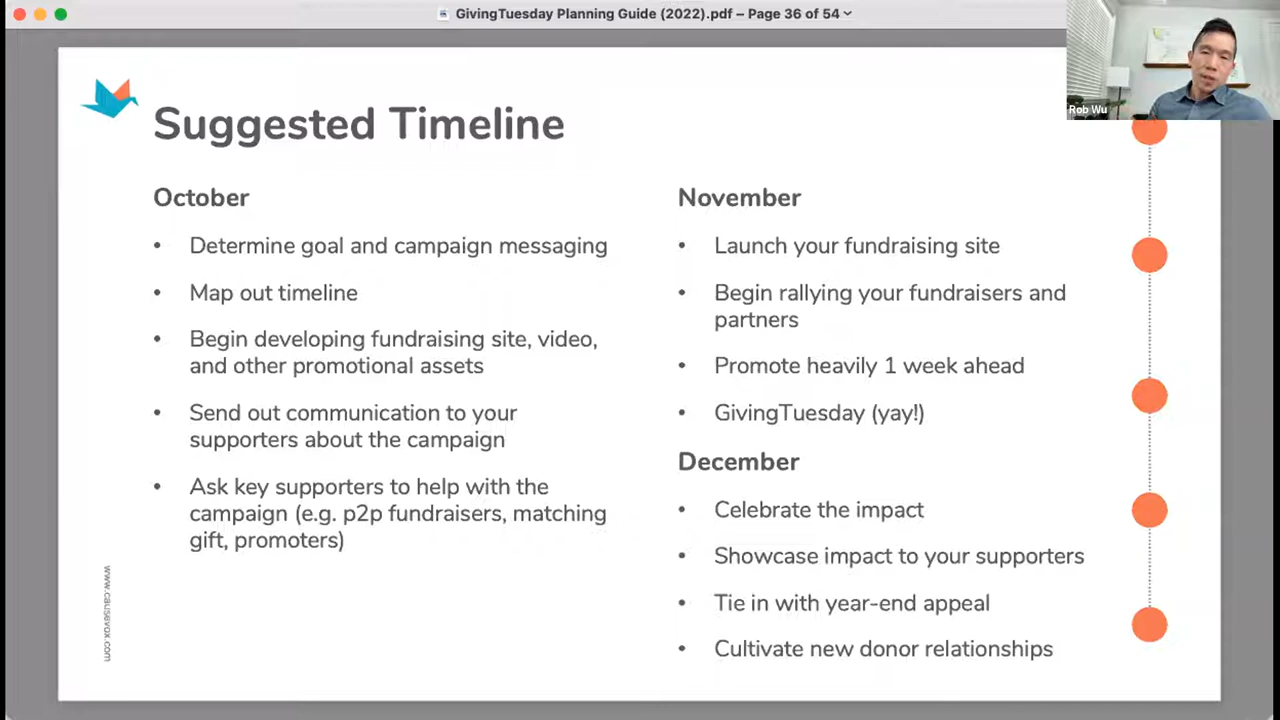 GivingTuesday Planning Guide (2022).pdf – Page 36 of 54
Rob Wu
Suggested Timeline
October
• Determine goal and campaign messaging
• Map out timeline
• Begin developing fundraising site, video,
and other promotional assets
• Send out communication to your
supporters about the campaign
• Ask key supporters to help with the
campaign (e.g. p2p fundraisers, matching
gift, promoters)
November
• Launch your fundraising site
• Begin rallying your fundraisers and
partners
• Promote heavily 1 week ahead
• GivingTuesday (yay!)
December
• Celebrate the impact
• Showcase impact to your supporters
• Tie in with year-end appeal
• Cultivate new donor relationships
www.causevox.com